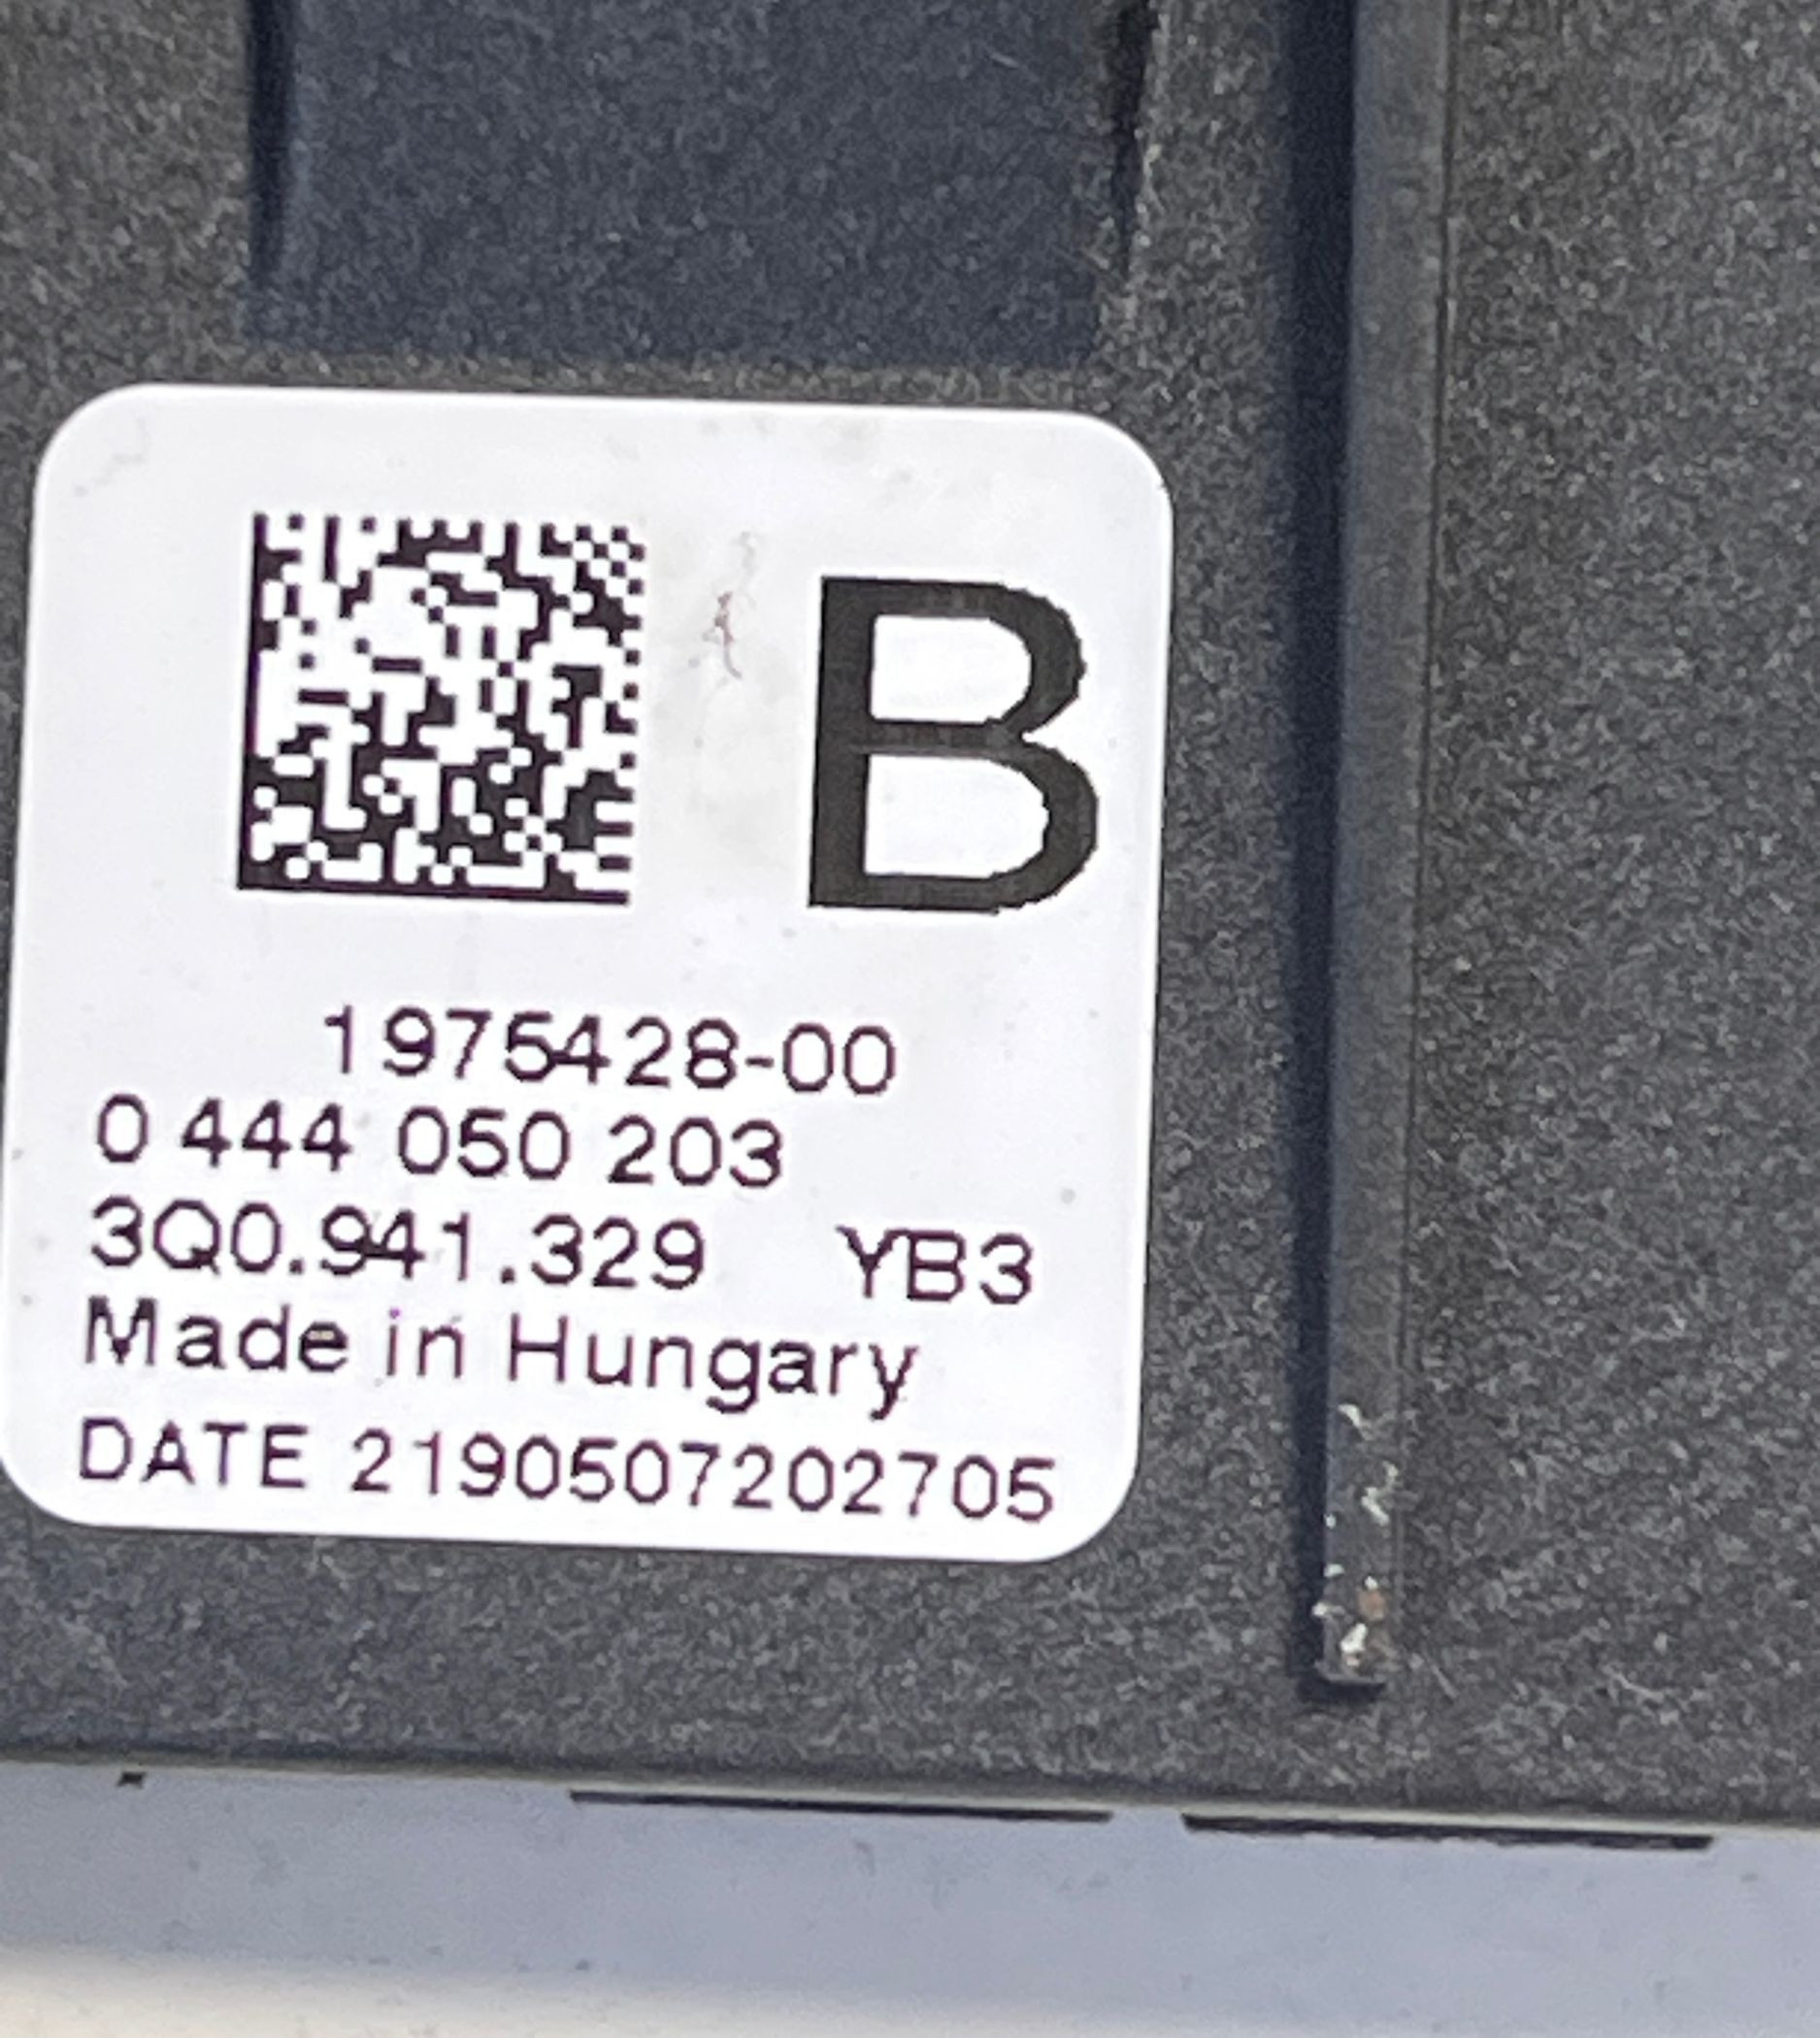 B
1975428-00
0 444 050 203
3Q0.941.329 YB3
Made in Hungary
DATE 2190507202705